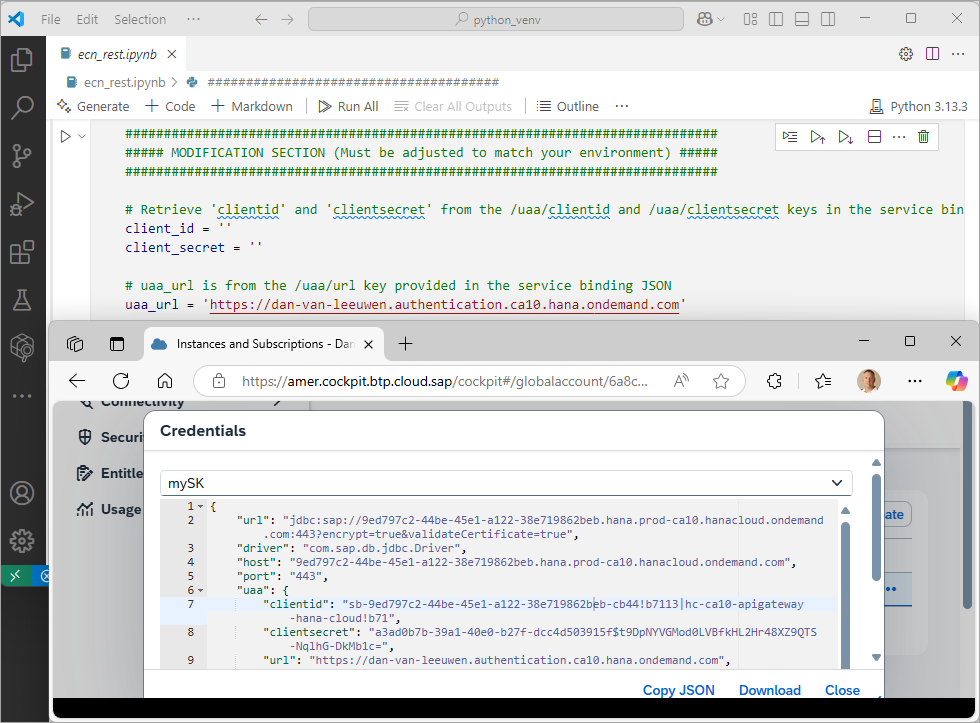 File Edit Selection ··· python_venv
ecn_rest.ipynb
ecn_rest.ipynb > ######################################
Generate + Code + Markdown Run All Clear All Outputs Outline ··· Python 3.13.3
#############################################################################
##### MODIFICATION SECTION (Must be adjusted to match your environment) #####
#############################################################################
# Retrieve 'clientid' and 'clientsecret' from the /uaa/clientid and /uaa/clientsecret keys in the service bin
client_id = ''
client_secret = ''
# uaa_url is from the /uaa/url key provided in the service binding JSON
uaa_url = 'https://dan-van-leeuwen.authentication.ca10.hana.ondemand.com'
Instances and Subscriptions - Dan
https://amer.cockpit.btp.cloud.sap/cockpit#/globalaccount/6a8c...
Connectivity
Securi
Entitle
Usage
ate
Credentials
mySK
1 {
2 "url": "jdbc:sap://9ed797c2-44be-45e1-a122-38e719862beb.hana.prod-ca10.hanacloud.ondemand
.com:443?encrypt=true&validateCertificate=true",
3 "driver": "com.sap.db.jdbc.Driver",
4 "host": "9ed797c2-44be-45e1-a122-38e719862beb.hana.prod-ca10.hanacloud.ondemand.com",
5 "port": "443",
6 "uaa": {
7 "clientid": "sb-9ed797c2-44be-45e1-a122-38e719862beb-cb44!b7113|hc-ca10-apigateway
-hana-cloud!b71",
8 "clientsecret": "a3ad0b7b-39a1-40e0-b27f-dcc4d503915f$t9DpNYVGMod0LVBfkHL2Hr48XZ9QTS
-NqlhG-DkMb1c=",
9 "url": "https://dan-van-leeuwen.authentication.ca10.hana.ondemand.com",
Copy JSON Download Close